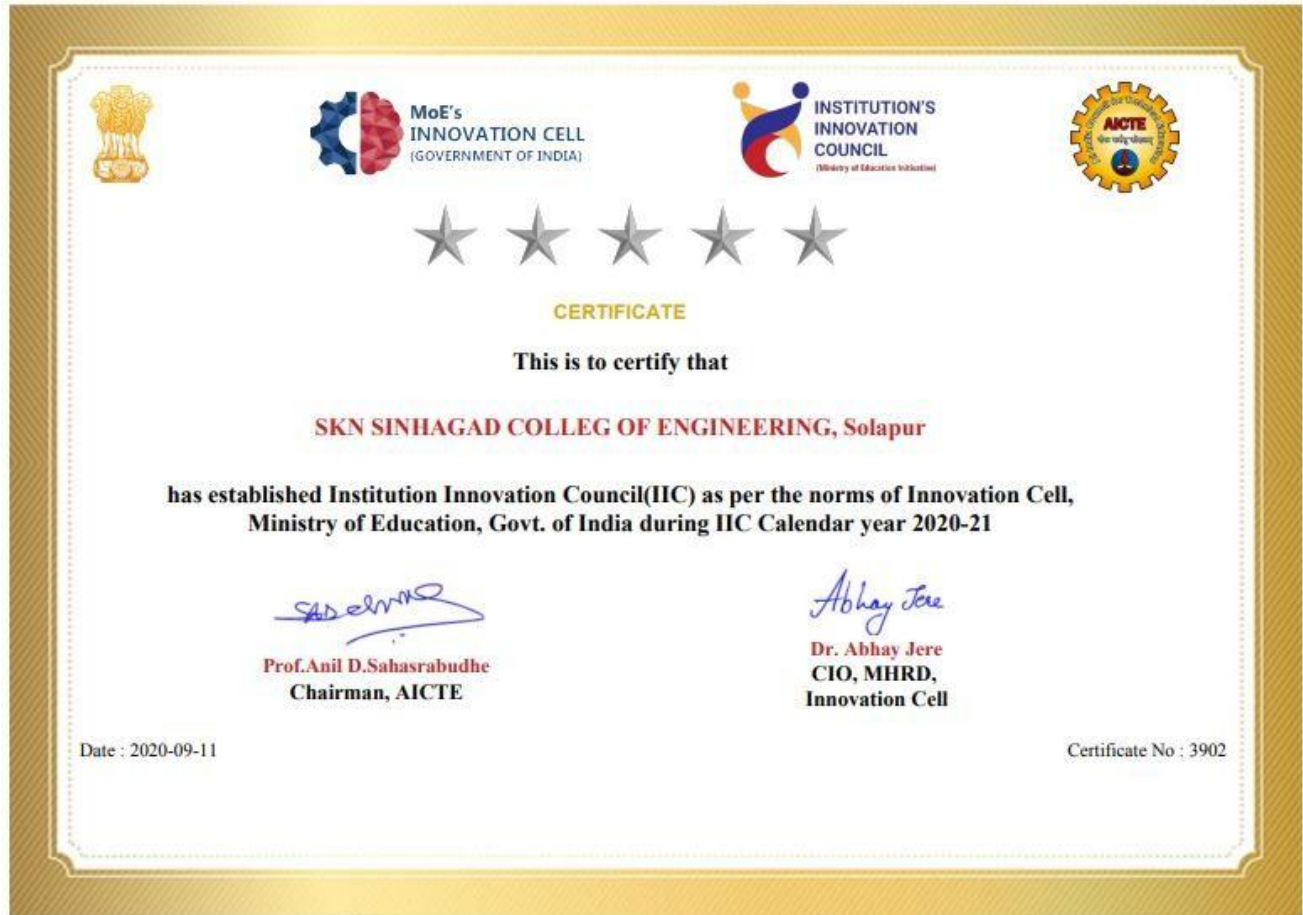 MoE's
INNOVATION CELL
(GOVERNMENT OF INDIA)
INSTITUTION'S
INNOVATION
COUNCIL
(Ministry of Education Initiative)
AICTE
CERTIFICATE
This is to certify that
SKN SINHAGAD COLLEG OF ENGINEERING, Solapur
has established Institution Innovation Council(IIC) as per the norms of Innovation Cell,
Ministry of Education, Govt. of India during IIC Calendar year 2020-21
Abhay Jere
Prof.Anil D.Sahasrabudhe
Chairman, AICTE
Dr. Abhay Jere
CIO, MHRD,
Innovation Cell
Date : 2020-09-11
Certificate No : 3902